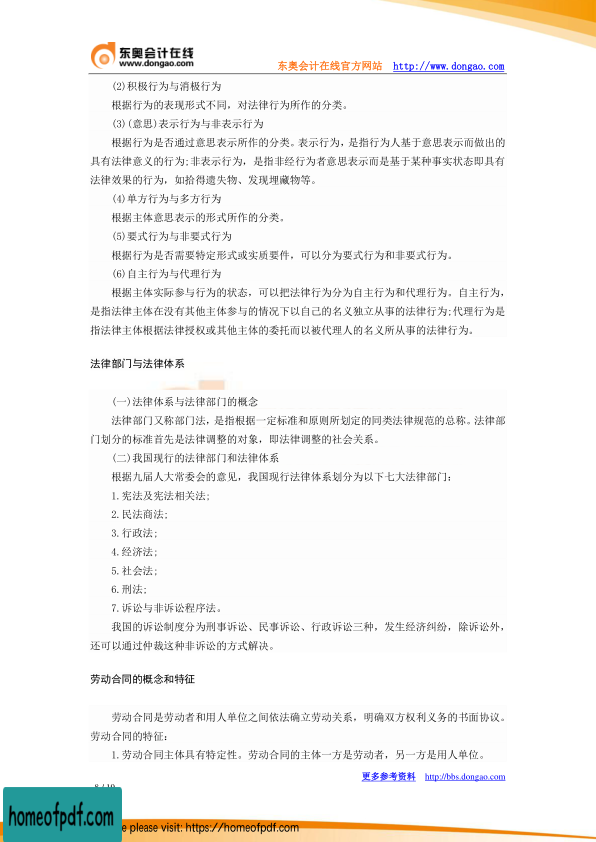 东奥会计在线
www.dongao.com
东奥会计在线官方网站 http://www.dongao.com
(2)积极行为与消极行为
根据行为的表现形式不同，对法律行为所作的分类。
(3)(意思)表示行为与非表示行为
根据行为是否通过意思表示所作的分类。表示行为，是指行为人基于意思表示而做出的
具有法律意义的行为;非表示行为，是指非经行为者意思表示而是基于某种事实状态即具有
法律效果的行为，如拾得遗失物、发现埋藏物等。
(4)单方行为与多方行为
根据主体意思表示的形式所作的分类。
(5)要式行为与非要式行为
根据行为是否需要特定形式或实质要件，可以分为要式行为和非要式行为。
(6)自主行为与代理行为
根据主体实际参与行为的状态，可以把法律行为分为自主行为和代理行为。自主行为，
是指法律主体在没有其他主体参与的情况下以自己的名义独立从事的法律行为;代理行为是
指法律主体根据法律授权或其他主体的委托而以被代理人的名义所从事的法律行为。
法律部门与法律体系
(一)法律体系与法律部门的概念
法律部门又称部门法，是指根据一定标准和原则所划定的同类法律规范的总称。法律部
门划分的标准首先是法律调整的对象，即法律调整的社会关系。
(二)我国现行的法律部门和法律体系
根据九届人大常委会的意见，我国现行法律体系划分为以下七大法律部门：
1.宪法及宪法相关法;
2.民法商法;
3.行政法;
4.经济法;
5.社会法;
6.刑法;
7.诉讼与非诉讼程序法。
我国的诉讼制度分为刑事诉讼、民事诉讼、行政诉讼三种，发生经济纠纷，除诉讼外，
还可以通过仲裁这种非诉讼的方式解决。
劳动合同的概念和特征
劳动合同是劳动者和用人单位之间依法确立劳动关系，明确双方权利义务的书面协议。
劳动合同的特征：
1.劳动合同主体具有特定性。劳动合同的主体一方是劳动者，另一方是用人单位。
更多参考资料 http://bbs.dongao.com
homeofpdf.com
please visit: https://homeofpdf.com